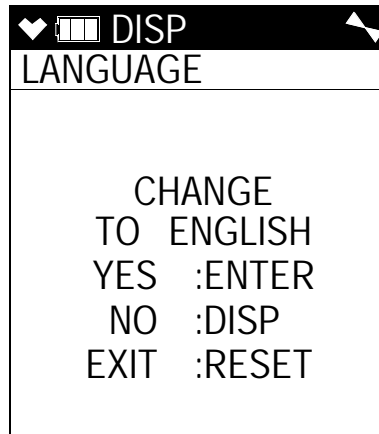 DISP
LANGUAGE
CHANGE
TO ENGLISH
YES :ENTER
NO :DISP
EXIT :RESET